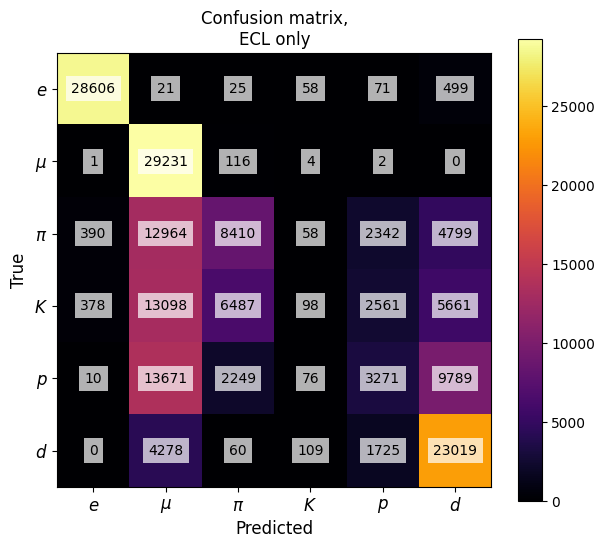 Confusion matrix,
ECL only
True
e 28606 21 25 58 71 499
μ 1 29231 116 4 2 0
π 390 12964 8410 58 2342 4799
K 378 13098 6487 98 2561 5661
p 10 13671 2249 76 3271 9789
d 0 4278 60 109 1725 23019
e μ π K p d
Predicted
25000
20000
15000
10000
5000
0